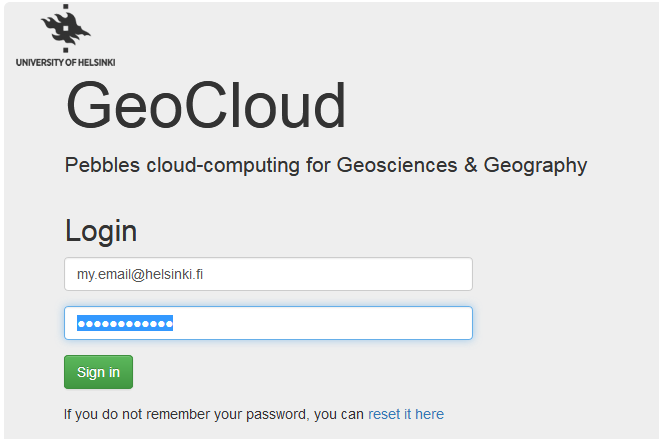 UNIVERSITY OF HELSINKI
GeoCloud
Pebbles cloud-computing for Geosciences & Geography
Login
my.email@helsinki.fi
●●●●●●●●●●●●
Sign in
If you do not remember your password, you can reset it here